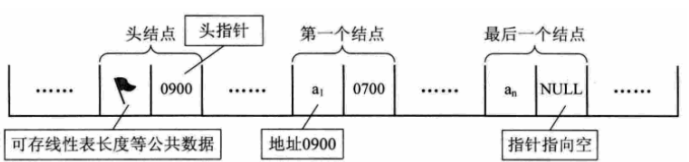 头结点 头指针 第一个结点 最后一个结点
…… 0900 …… a₁ 0700 …… aₙ NULL ……
可存线性表长度等公共数据 地址0900 指针指向空